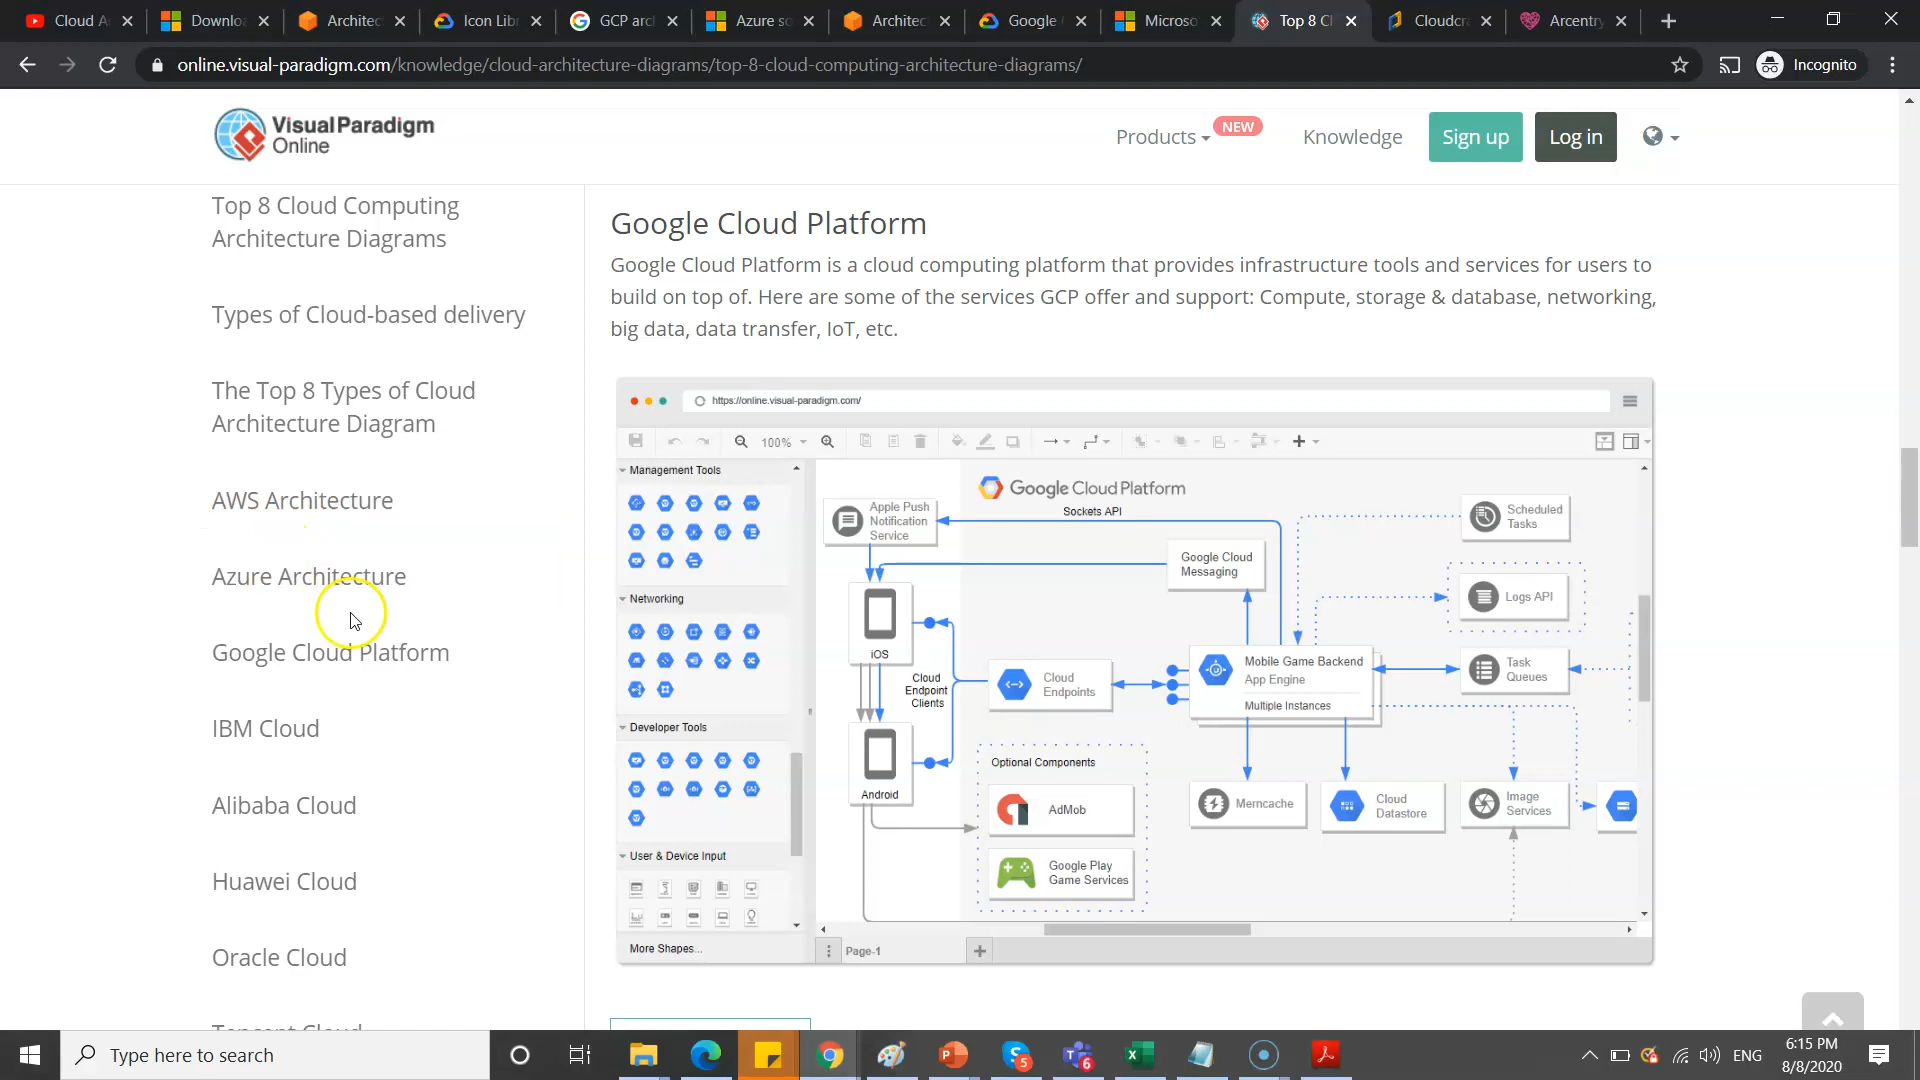 Cloud A
Downlo
Architec
Icon Lib
GCP arc
Azure so
Architec
Google
Microso
Top 8 Cl
Cloudcr
Arcentry
online.visual-paradigm.com/knowledge/cloud-architecture-diagrams/top-8-cloud-computing-architecture-diagrams/
Incognito
VisualParadigm
Online
Products
NEW
Knowledge
Sign up
Log in
Top 8 Cloud Computing
Architecture Diagrams
Types of Cloud-based delivery
The Top 8 Types of Cloud
Architecture Diagram
AWS Architecture
Azure Architecture
Google Cloud Platform
IBM Cloud
Alibaba Cloud
Huawei Cloud
Oracle Cloud
Tencent Cloud
Google Cloud Platform
Google Cloud Platform is a cloud computing platform that provides infrastructure tools and services for users to
build on top of. Here are some of the services GCP offer and support: Compute, storage & database, networking,
big data, data transfer, IoT, etc.
https://online.visual-paradigm.com/
100%
Management Tools
Networking
Developer Tools
User & Device Input
More Shapes...
Google Cloud Platform
Sockets API
Apple Push
Notification
Service
Google Cloud
Messaging
Scheduled
Tasks
Logs API
Task
Queues
iOS
Cloud
Endpoint
Clients
Cloud
Endpoints
Mobile Game Backend
App Engine
Multiple Instances
Android
Optional Components
AdMob
Google Play
Game Services
Memcache
Cloud
Datastore
Image
Services
Page-1
Type here to search
5
6
ENG
6:15 PM
8/8/2020